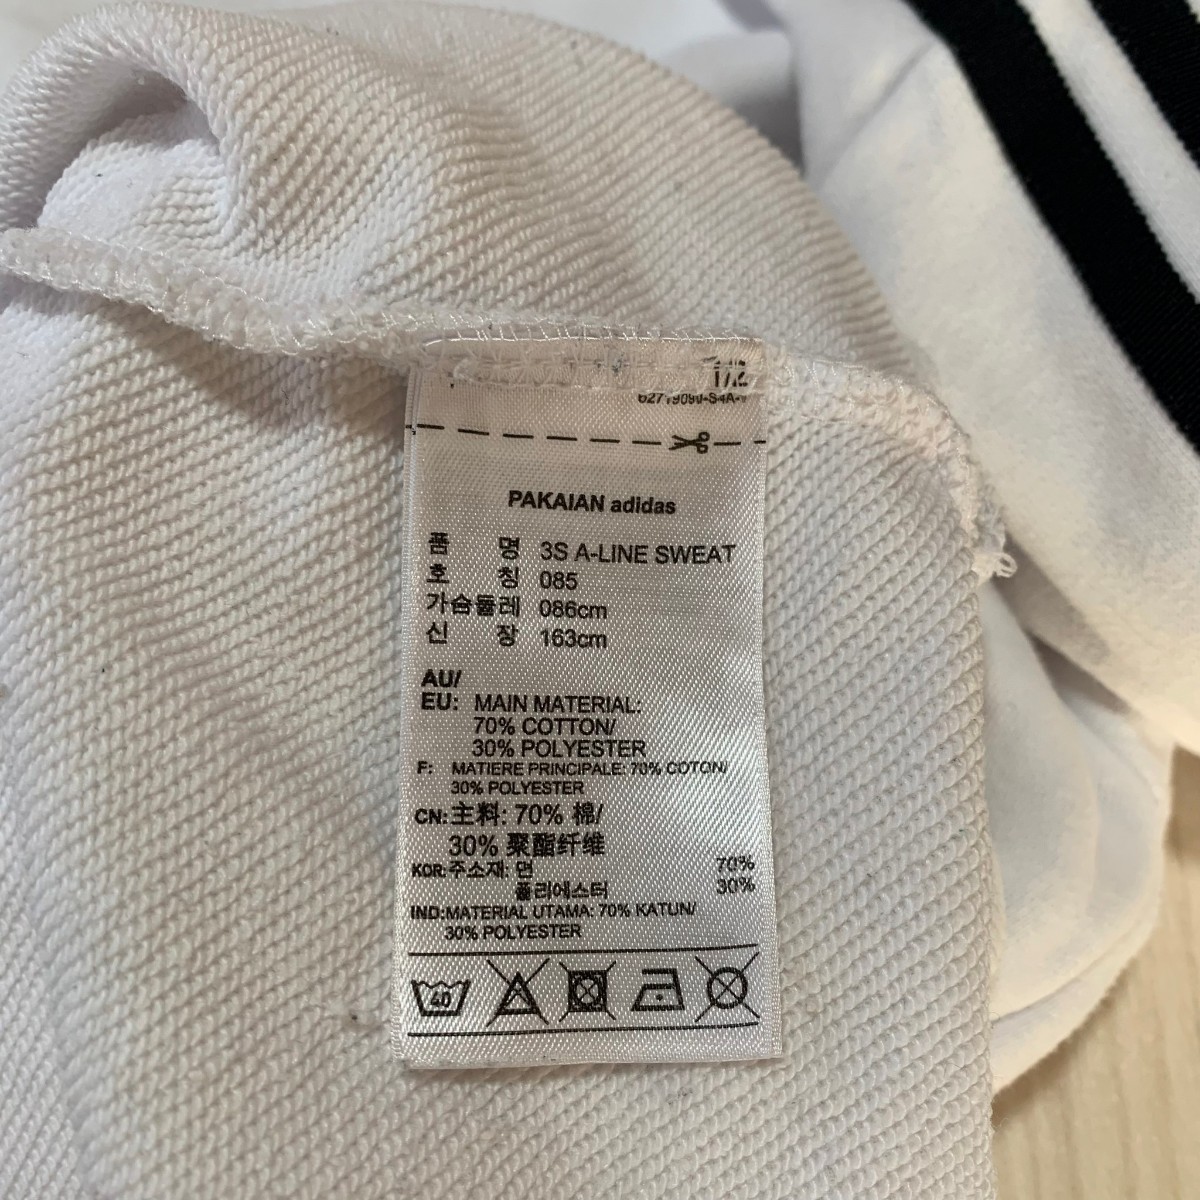 1/2
PAKAIAN adidas
품 명 3S A-LINE SWEAT
호 칭 085
가슴둘레 086cm
신 장 163cm
AU/
EU: MAIN MATERIAL:
70% COTTON/
30% POLYESTER
F: MATIERE PRINCIPALE: 70% COTON/
30% POLYESTER
CN:主料: 70% 棉/
30% 聚酯纤维
KOR:주소재: 면 70%
폴리에스터 30%
IND:MATERIAL UTAMA: 70% KATUN/
30% POLYESTER
40